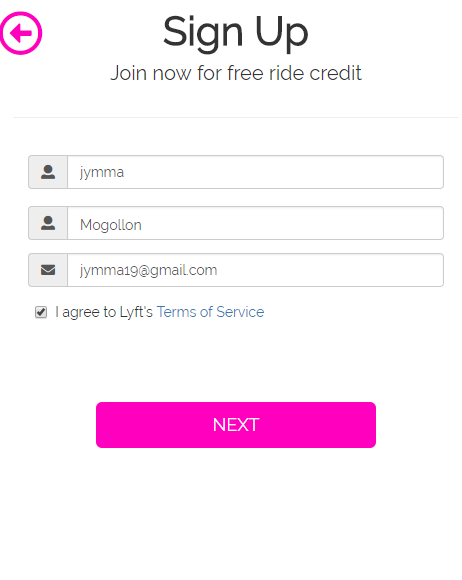 Sign Up
Join now for free ride credit
jymma
Mogollon
jymma19@gmail.com
I agree to Lyft's Terms of Service
NEXT